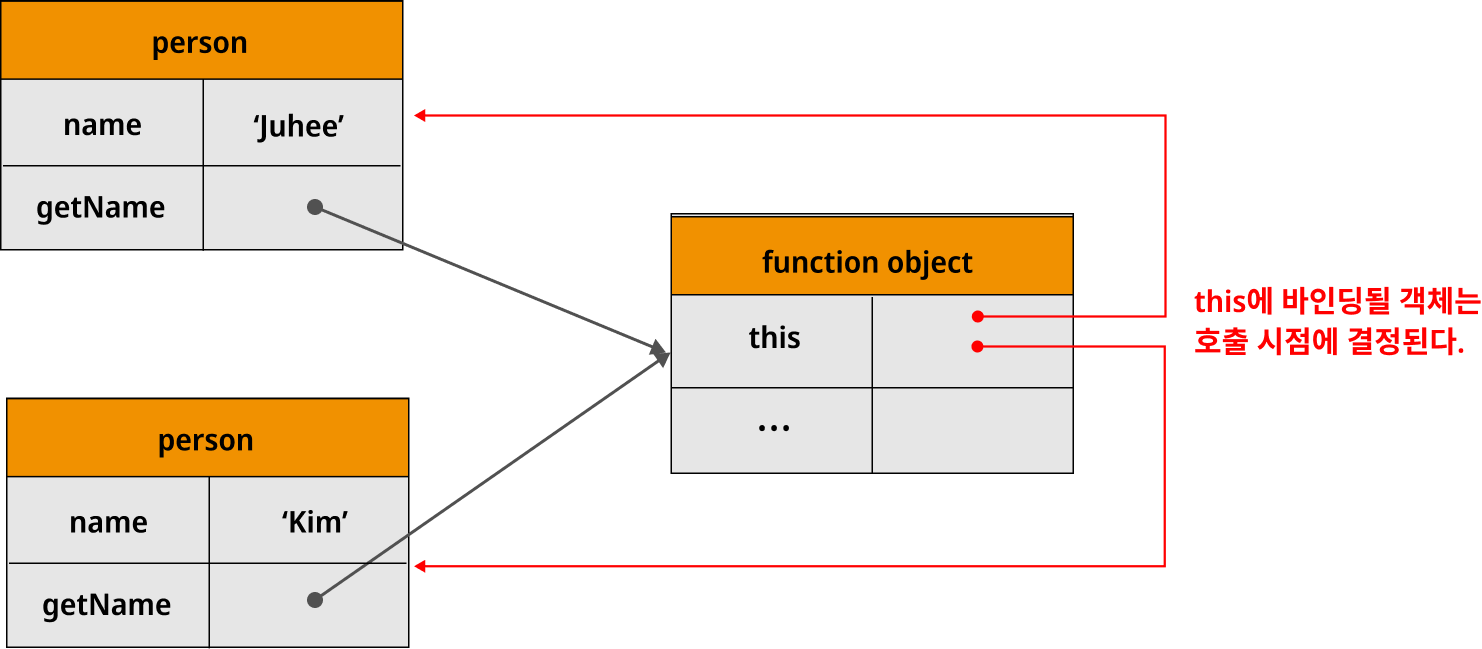 person
name
‘Juhee’
getName
function object
this
...
this에 바인딩될 객체는
호출 시점에 결정된다.
person
name
‘Kim’
getName